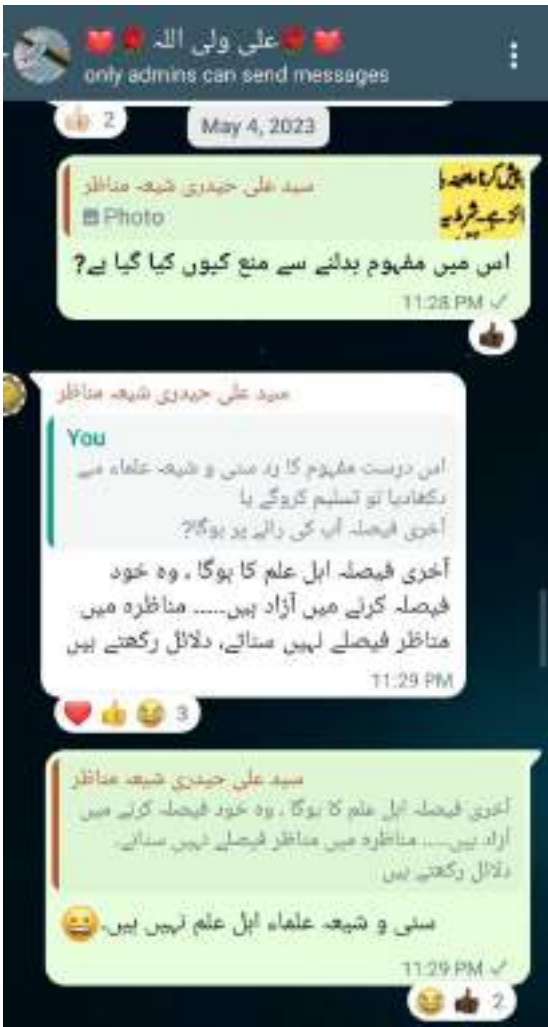 علی ولی اللہ
only admins can send messages
2
May 4, 2023
سید علی حیدری شیعہ مناظر
Photo
اس میں مفہوم بدلنے سے منع کیوں کیا گیا ہے?
11:28 PM
سید علی حیدری شیعہ مناظر
You
اس درست مفہوم کا رد سنی و شیعہ علماء سے
دکھادیا تو تسلیم کروگے یا
آخری فیصلہ آپ کی رائے پر ہوگا?
آخری فیصلہ اہل علم کا ہوگا ، وہ خود
فیصلہ کرنے میں آزاد ہیں..... مناظرہ میں
مناظر فیصلے نہیں سناتے، دلائل رکھتے ہیں
11:29 PM
3
سید علی حیدری شیعہ مناظر
آخری فیصلہ اہل علم کا ہوگا ، وہ خود فیصلہ کرنے میں
آزاد ہیں..... مناظرہ میں مناظر فیصلے نہیں سناتے،
دلائل رکھتے ہیں
سنی و شیعہ علماء اہل علم نہیں ہیں۔
11:29 PM
2